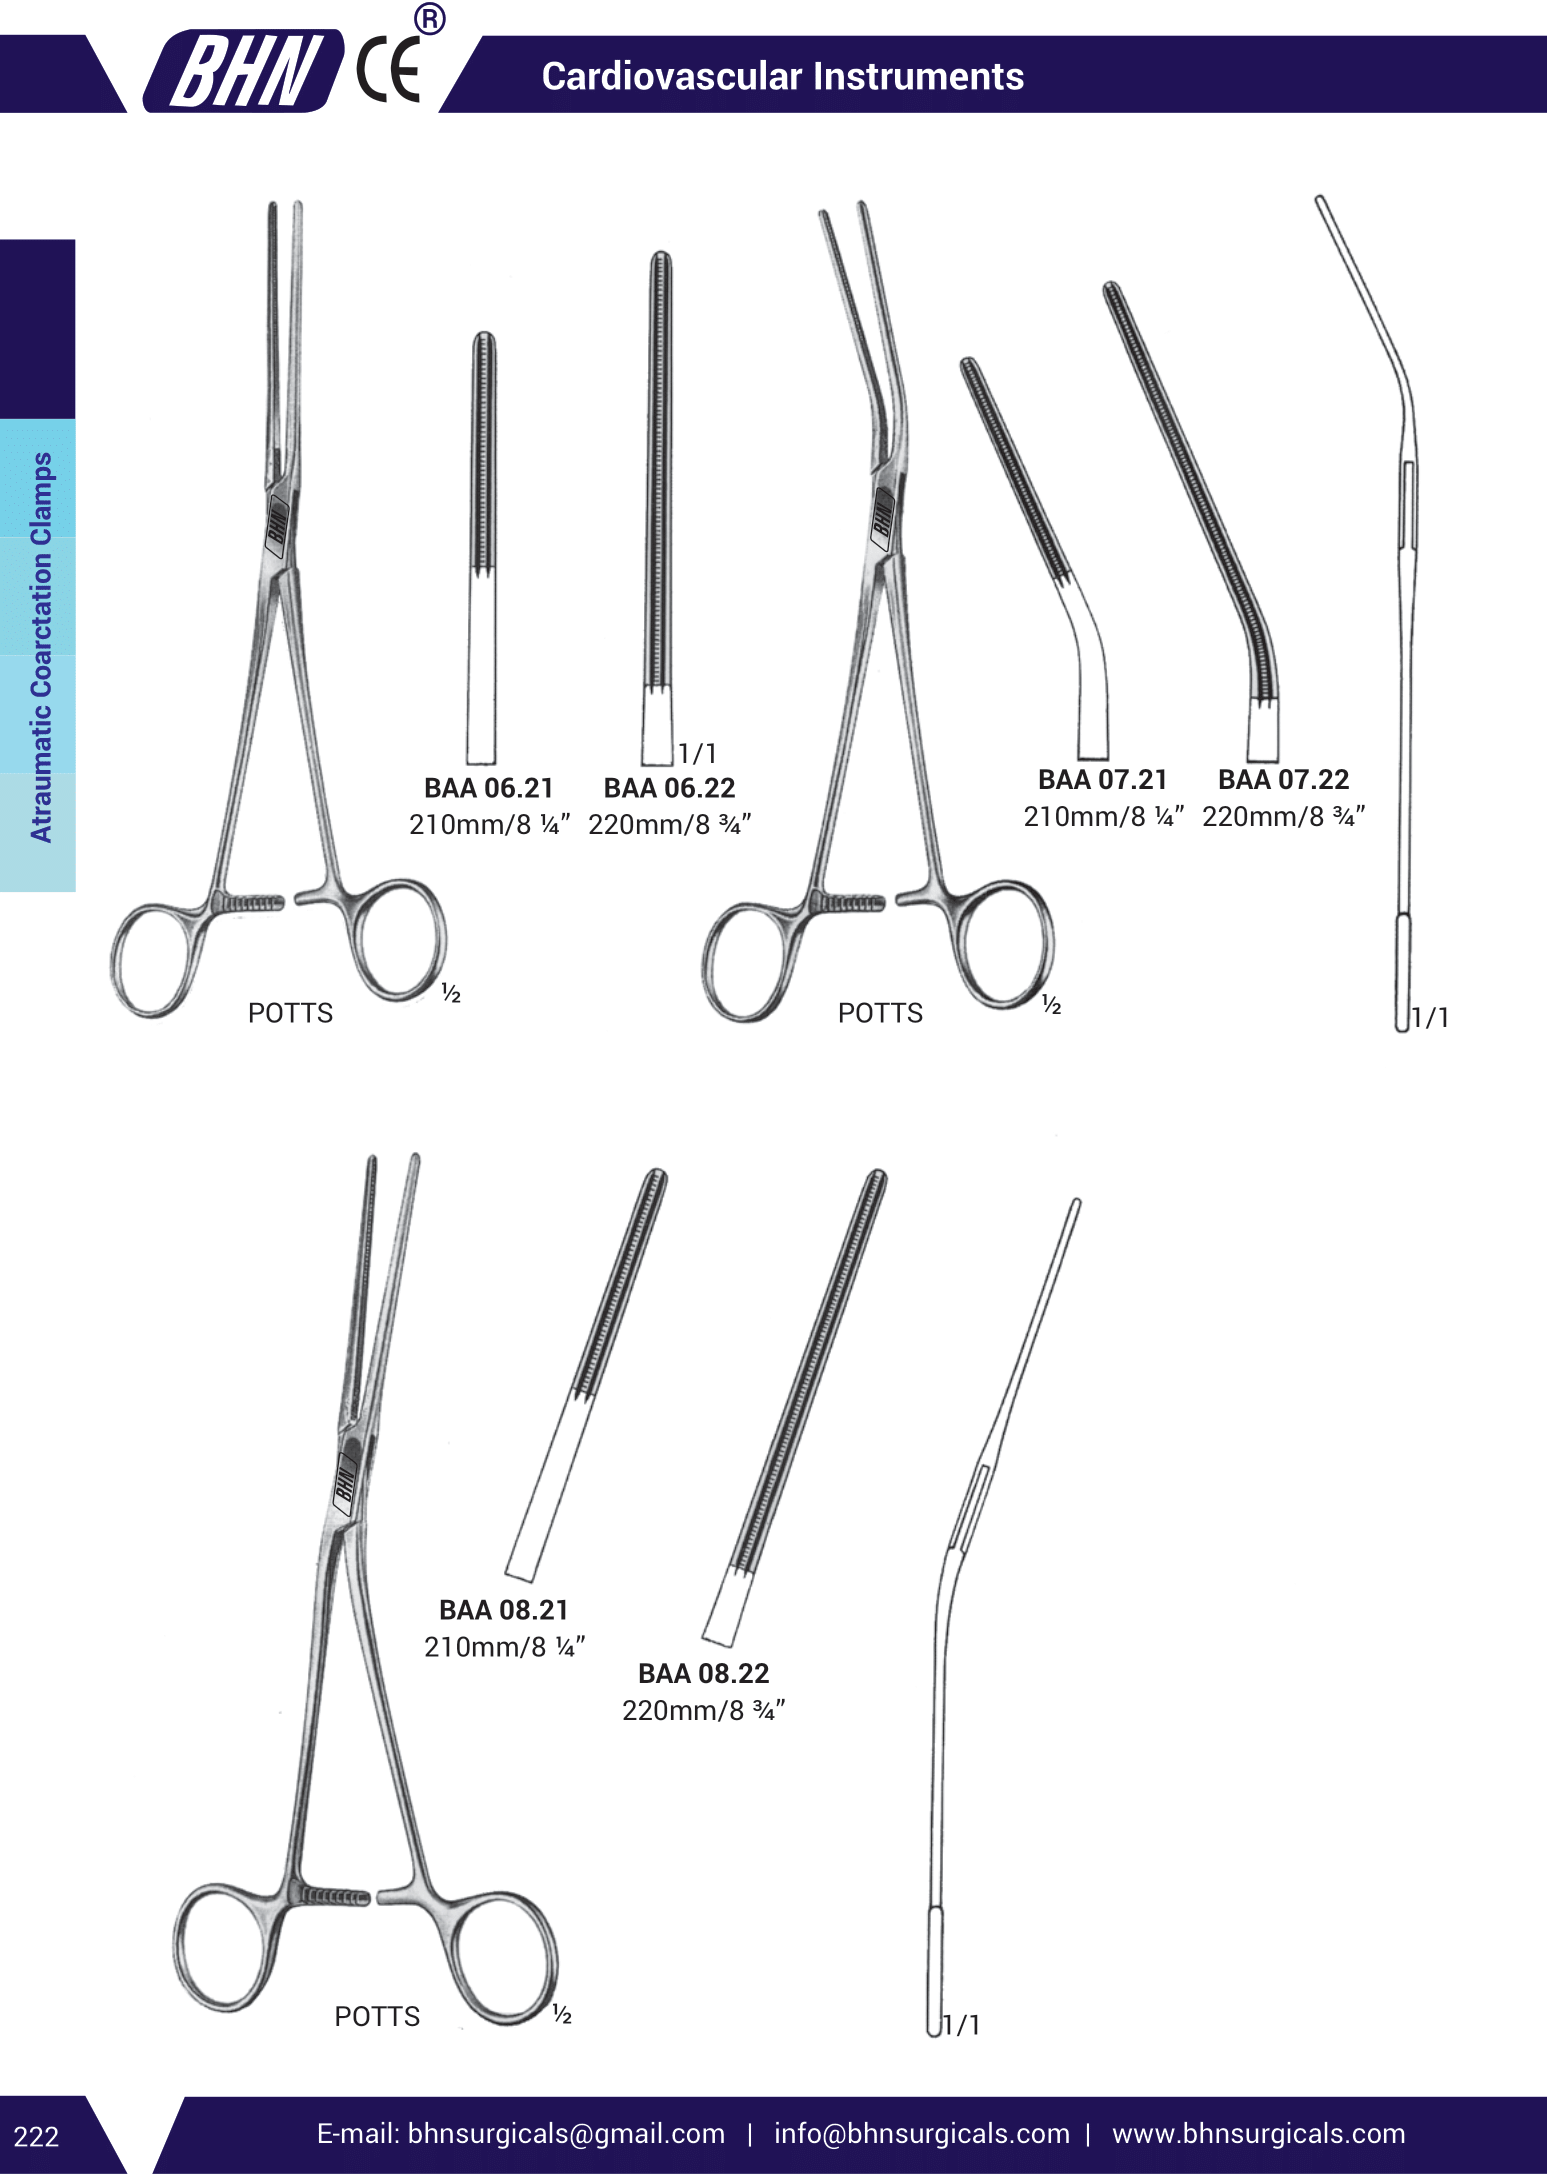 BHN CE ®
Cardiovascular Instruments
Atraumatic Coarctation Clamps
BHN
BHN
1/1
BAA 06.21
210mm/8 ¼”
BAA 06.22
220mm/8 ¾”
BAA 07.21
210mm/8 ¼”
BAA 07.22
220mm/8 ¾”
½
POTTS
½
POTTS
1/1
BHN
BAA 08.21
210mm/8 ¼”
BAA 08.22
220mm/8 ¾”
POTTS
½
1/1
222
E-mail: bhnsurgicals@gmail.com | info@bhnsurgicals.com | www.bhnsurgicals.com